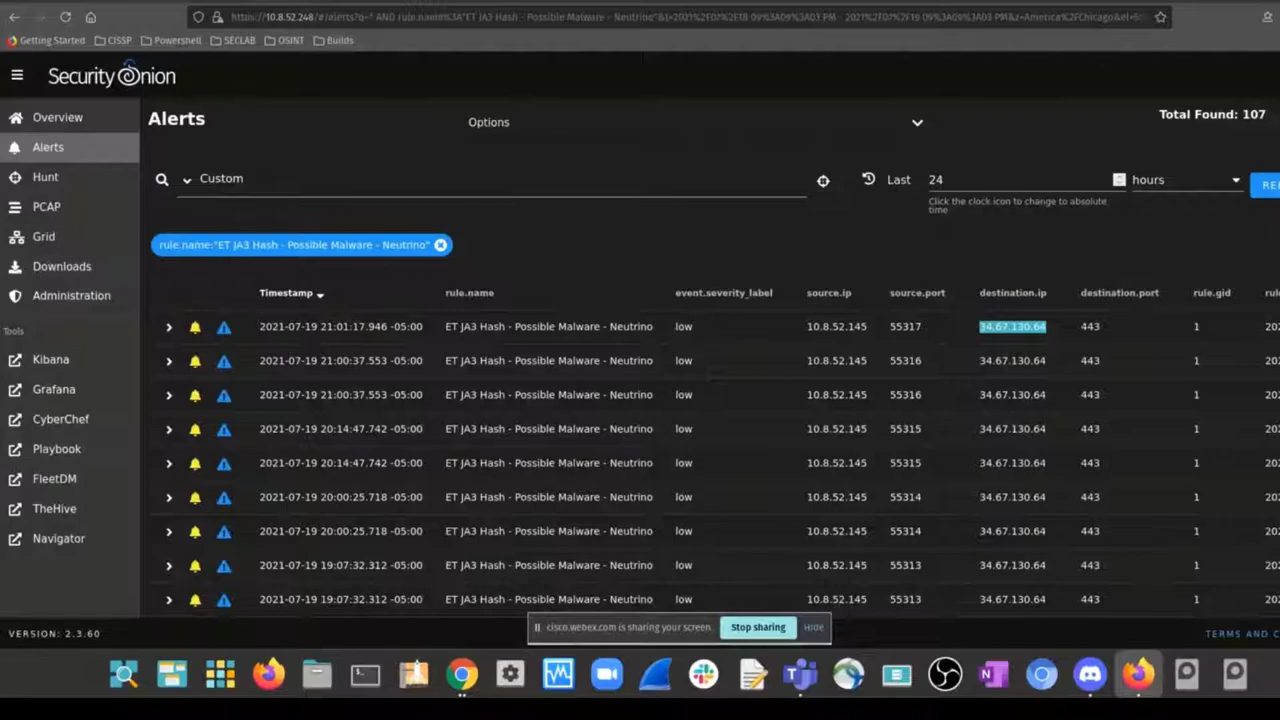 Getting Started CISSP Powershell SECLAB OSINT Builds
Security Onion
Overview
Alerts
Hunt
PCAP
Grid
Downloads
Administration
Tools
Kibana
Grafana
CyberChef
Playbook
FleetDM
TheHive
Navigator
VERSION: 2.3.60
Alerts
Options
Total Found: 107
Custom
Last 24 hours
Click the clock icon to change to absolute
time
rule.name:"ET JA3 Hash - Possible Malware - Neutrino"
Timestamp rule.name event.severity_label source.ip source.port destination.ip destination.port rule.gid
2021-07-19 21:01:17.946 -05:00 ET JA3 Hash - Possible Malware - Neutrino low 10.8.52.145 55317 34.67.130.64 443 1
2021-07-19 21:00:37.553 -05:00 ET JA3 Hash - Possible Malware - Neutrino low 10.8.52.145 55316 34.67.130.64 443 1
2021-07-19 21:00:37.553 -05:00 ET JA3 Hash - Possible Malware - Neutrino low 10.8.52.145 55316 34.67.130.64 443 1
2021-07-19 20:14:47.742 -05:00 ET JA3 Hash - Possible Malware - Neutrino low 10.8.52.145 55315 34.67.130.64 443 1
2021-07-19 20:14:47.742 -05:00 ET JA3 Hash - Possible Malware - Neutrino low 10.8.52.145 55315 34.67.130.64 443 1
2021-07-19 20:00:25.718 -05:00 ET JA3 Hash - Possible Malware - Neutrino low 10.8.52.145 55314 34.67.130.64 443 1
2021-07-19 20:00:25.718 -05:00 ET JA3 Hash - Possible Malware - Neutrino low 10.8.52.145 55314 34.67.130.64 443 1
2021-07-19 19:07:32.312 -05:00 ET JA3 Hash - Possible Malware - Neutrino low 10.8.52.145 55313 34.67.130.64 443 1
2021-07-19 19:07:32.312 -05:00 ET JA3 Hash - Possible Malware - Neutrino low 10.8.52.145 55313 34.67.130.64 443 1
cisco.webex.com is sharing your screen. Stop sharing HIDE
TERMS AND